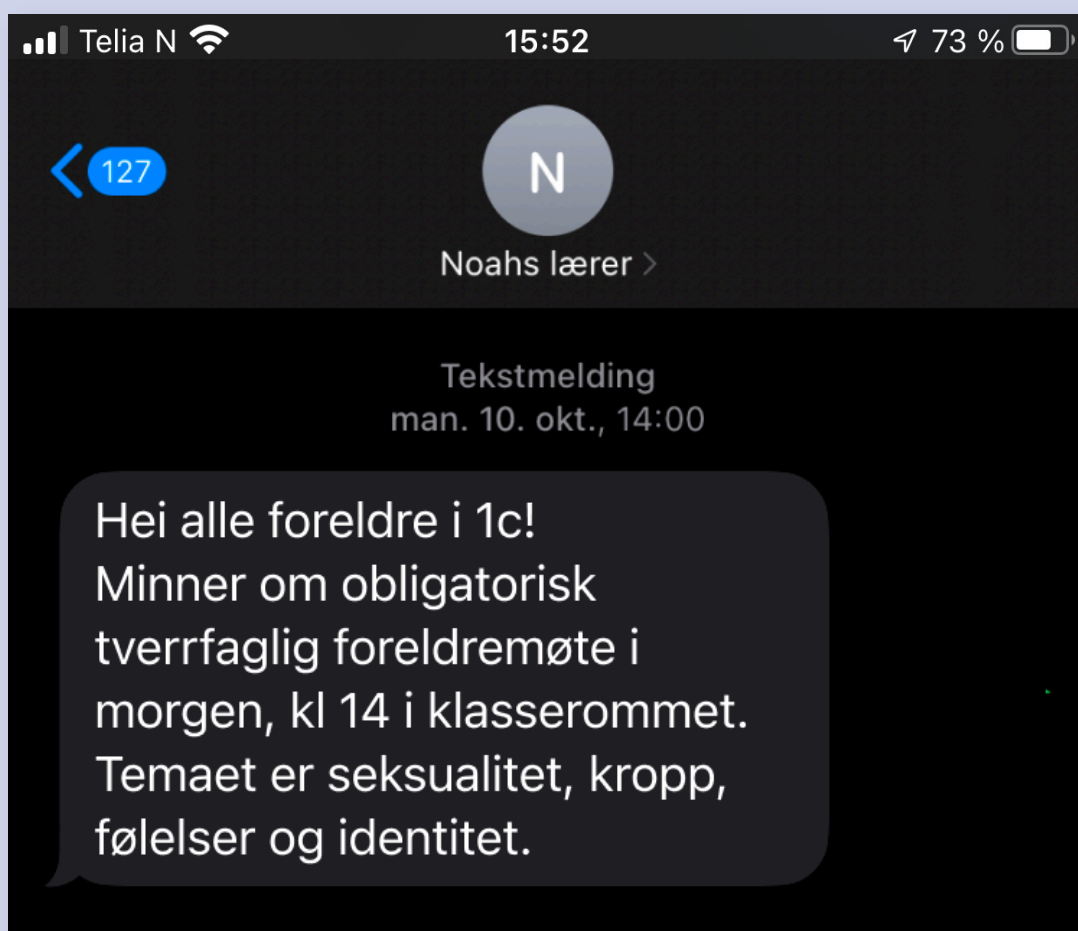 Telia N 15:52 73 %
127
N
Noahs lærer
Tekstmelding
man. 10. okt., 14:00
Hei alle foreldre i 1c!
Minner om obligatorisk
tverrfaglig foreldremøte i
morgen, kl 14 i klasserommet.
Temaet er seksualitet, kropp,
følelser og identitet.